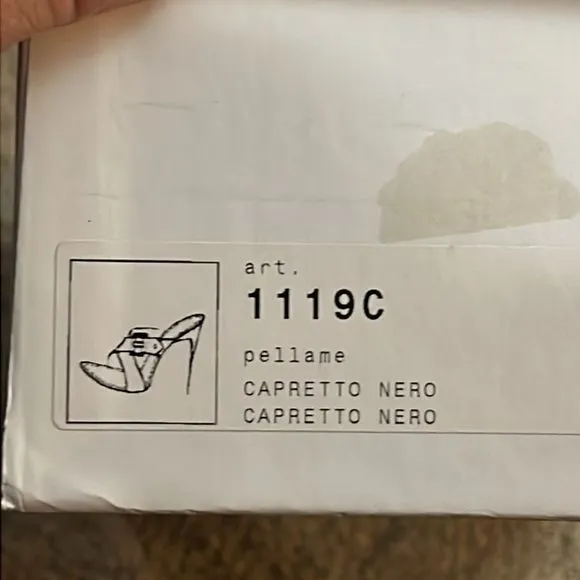 art.
1119C
pellame
CAPRETTO NERO
CAPRETTO NERO